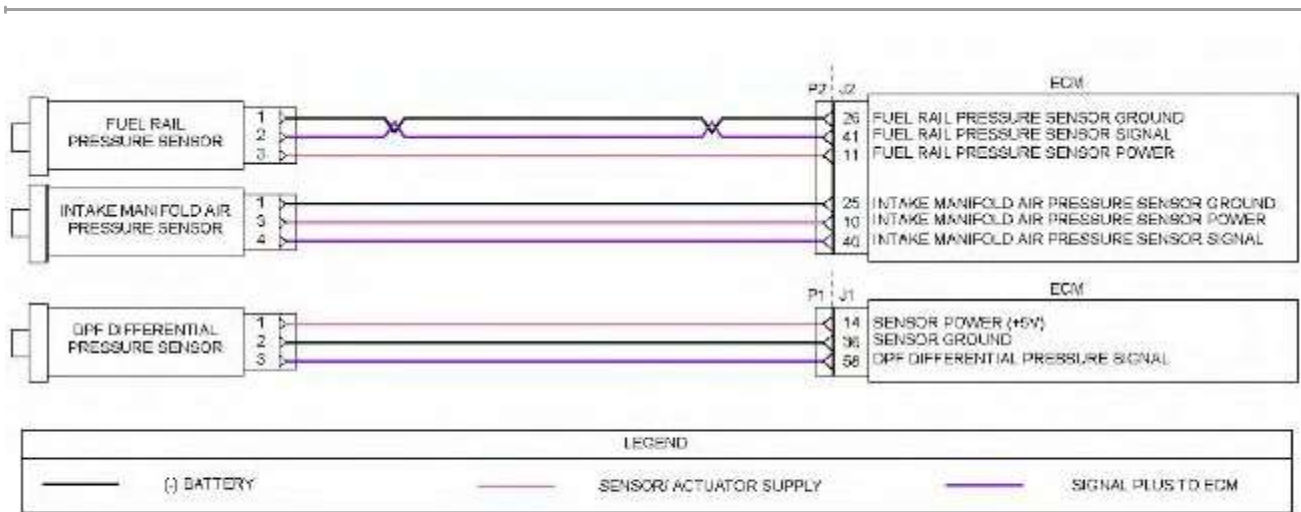 P2 J2 ECM
FUEL RAIL
PRESSURE SENSOR
1
2
3
26 FUEL RAIL PRESSURE SENSOR GROUND
41 FUEL RAIL PRESSURE SENSOR SIGNAL
11 FUEL RAIL PRESSURE SENSOR POWER
INTAKE MANIFOLD AIR
PRESSURE SENSOR
1
3
4
25 INTAKE MANIFOLD AIR PRESSURE SENSOR GROUND
10 INTAKE MANIFOLD AIR PRESSURE SENSOR POWER
40 INTAKE MANIFOLD AIR PRESSURE SENSOR SIGNAL
P1 J1 ECM
DPF DIFFERENTIAL
PRESSURE SENSOR
1
2
3
14 SENSOR POWER (+5V)
36 SENSOR GROUND
58 DPF DIFFERENTIAL PRESSURE SIGNAL
LEGEND
(-) BATTERY
SENSOR/ ACTUATOR SUPPLY
SIGNAL PLUS TO ECM